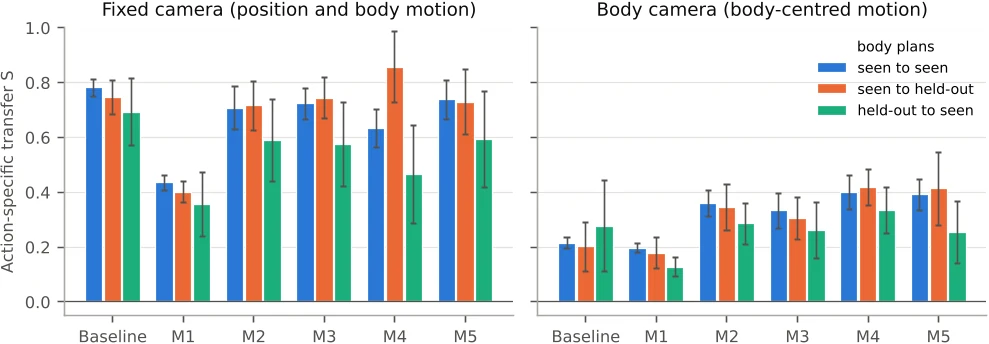 Fixed camera (position and body motion)
Body camera (body-centred motion)
Action-specific transfer S
1.0
0.8
0.6
0.4
0.2
0.0
body plans
seen to seen
seen to held-out
held-out to seen
Baseline M1 M2 M3 M4 M5
Baseline M1 M2 M3 M4 M5